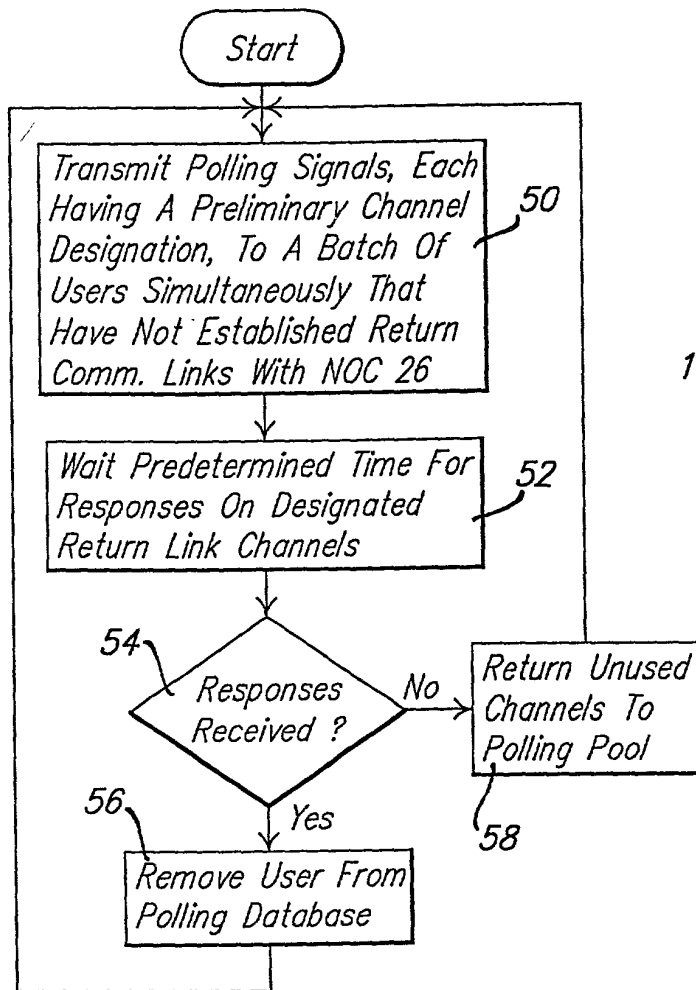 Start
Transmit Polling Signals, Each
Having A Preliminary Channel
Designation, To A Batch Of
Users Simultaneously That
Have Not Established Return
Comm. Links With NOC 26
50
1
Wait Predetermined Time For
Responses On Designated
Return Link Channels
52
54
Responses
Received ?
No
Return Unused
Channels To
Polling Pool
58
Yes
56
Remove User From
Polling Database